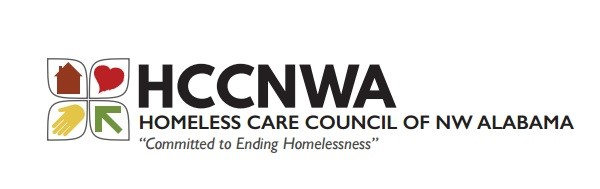 HCCNWA
HOMELESS CARE COUNCIL OF NW ALABAMA
“Committed to Ending Homelessness”